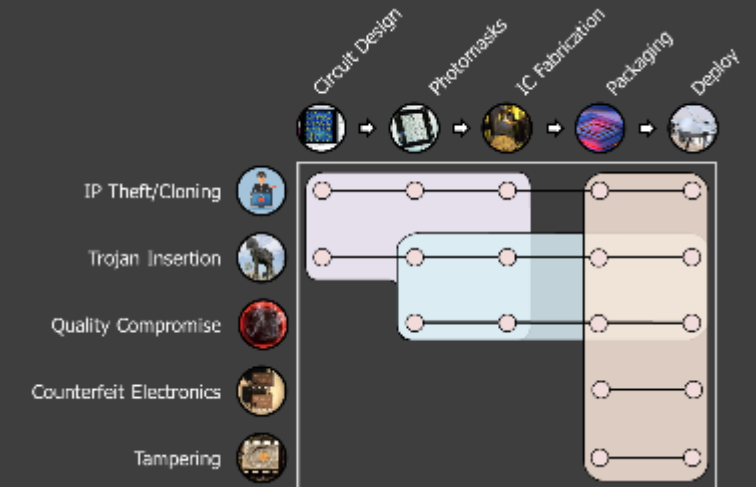 Circuit Design
Photomasks
IC Fabrication
Packaging
Deploy
IP Theft/Cloning
Trojan Insertion
Quality Compromise
Counterfeit Electronics
Tampering